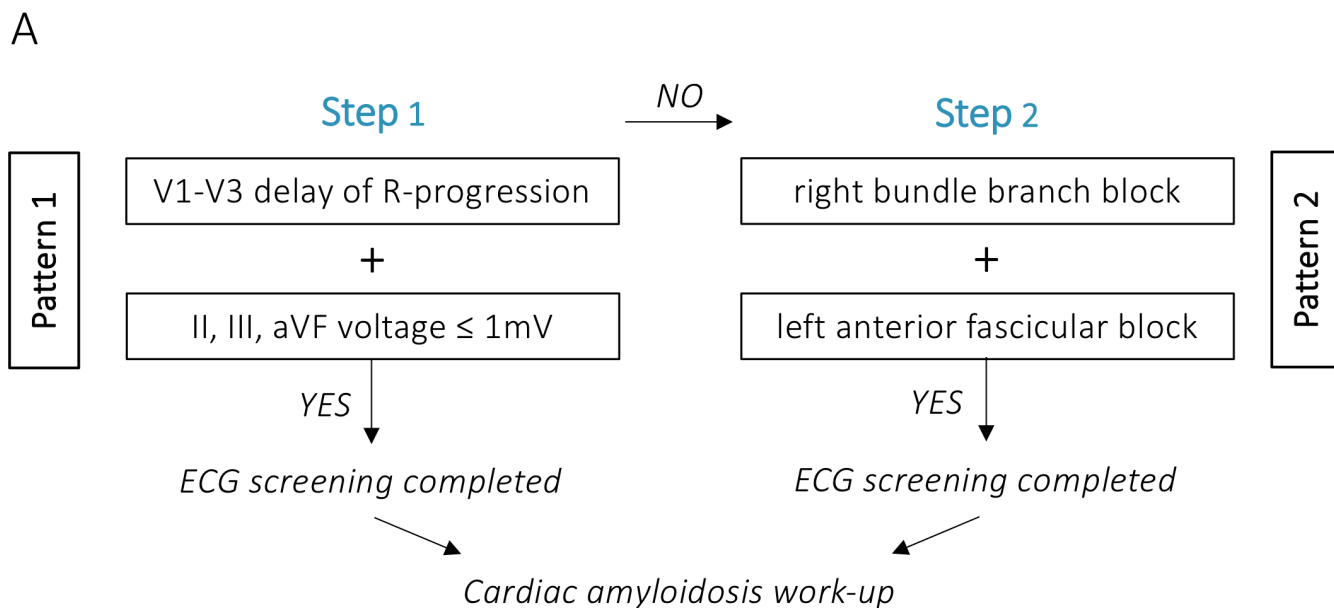 A
Step 1
NO
Step 2
Pattern 1
V1-V3 delay of R-progression
+
II, III, aVF voltage ≤ 1mV
YES
ECG screening completed
right bundle branch block
+
left anterior fascicular block
YES
ECG screening completed
Pattern 2
Cardiac amyloidosis work-up